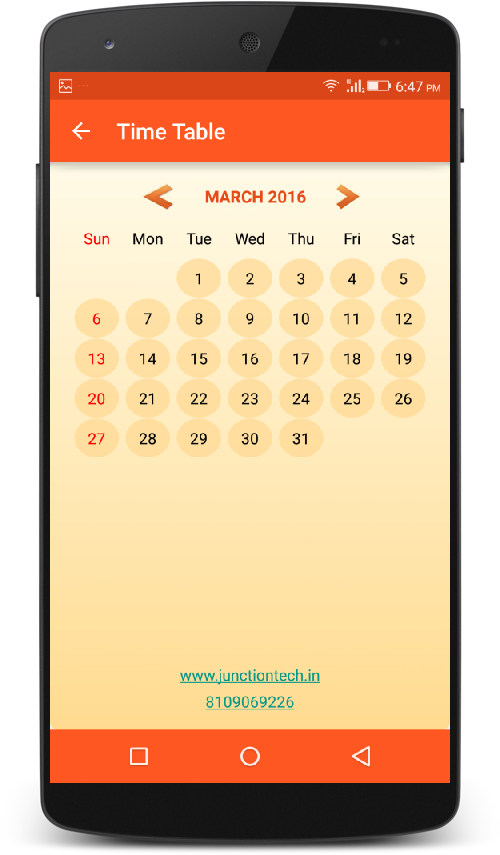 6:47 PM
Time Table
MARCH 2016
Sun Mon Tue Wed Thu Fri Sat
1 2 3 4 5
6 7 8 9 10 11 12
13 14 15 16 17 18 19
20 21 22 23 24 25 26
27 28 29 30 31
www.junctiontech.in
8109069226